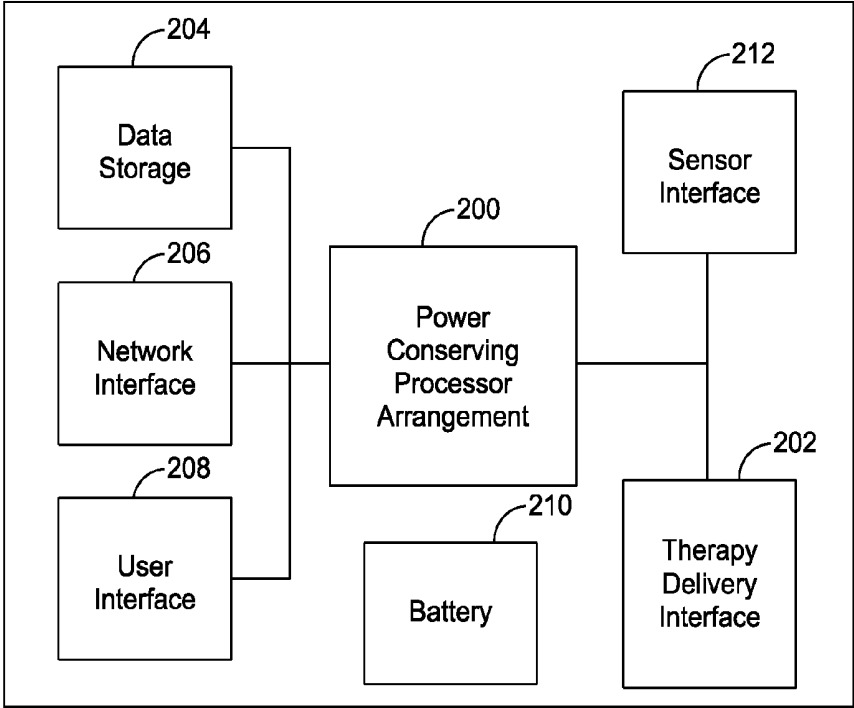 204
Data
Storage
212
Sensor
Interface
200
Power
Conserving
Processor
Arrangement
206
Network
Interface
208
User
Interface
210
Battery
202
Therapy
Delivery
Interface